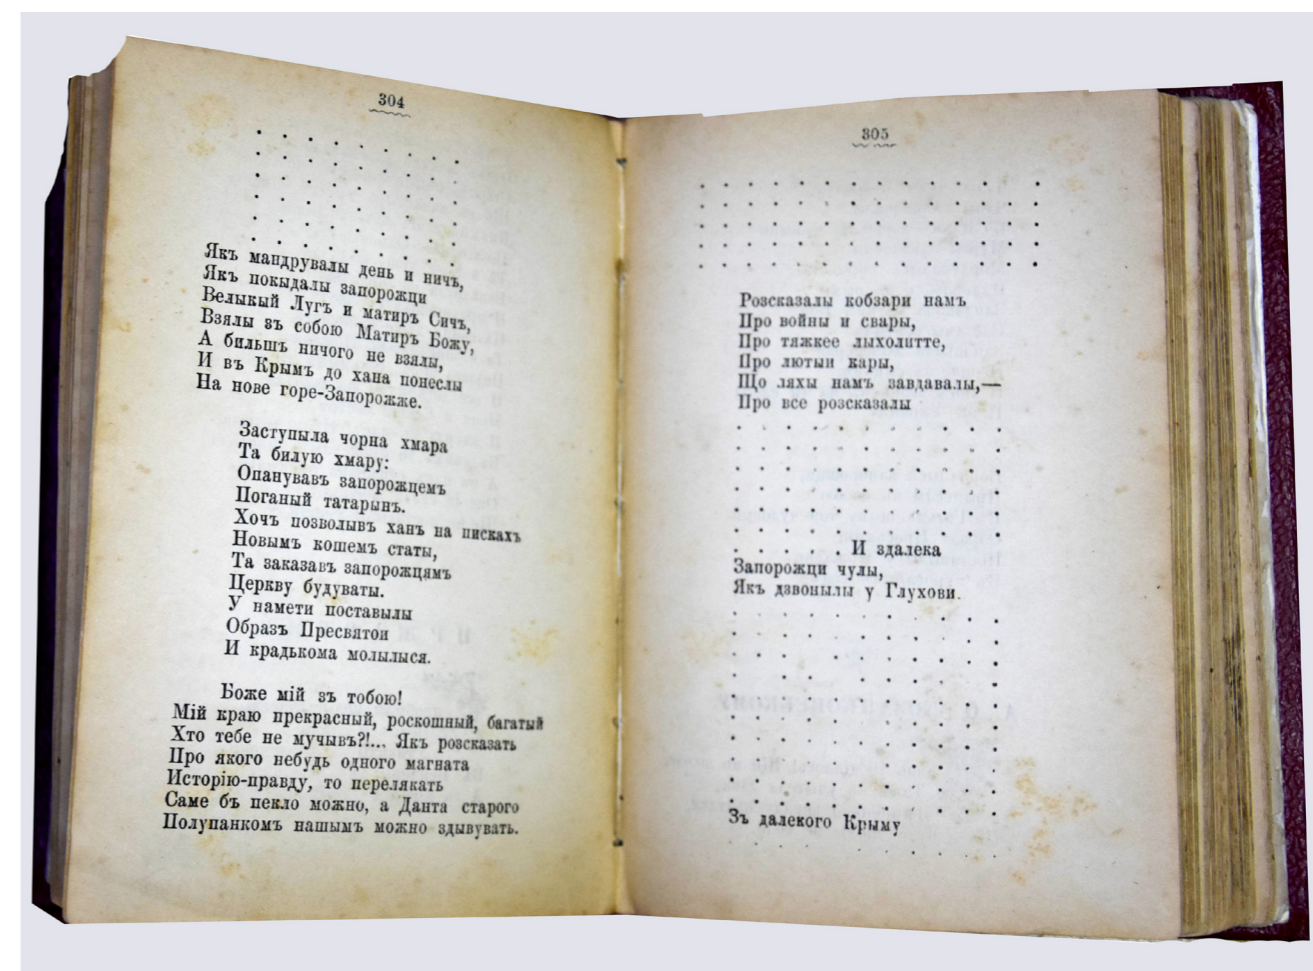 304
. . . . . . . . .
. . . . . . . . .
. . . . . . . . .
. . . . . . . . .
. . . . . . . . .
. . . . . . . . .
Якъ мандрувалы день и ничъ,
Якъ покыдалы запорожци
Велыкый Лугъ и матиръ Сичъ,
Взялы зъ собою Матиръ Божу,
А бильшъ ничого не взялы,
И въ Крымъ до хана понеслы
На нове горе-Запорожже.
Заступыла чорна хмара
Та билую хмару:
Опанувавъ запорожцемъ
Поганый татарынъ.
Хочъ позволывъ ханъ на пискахъ
Новымъ кошемъ статы,
Та заказавъ запорожцямъ
Церкву будуваты.
У намети поставылы
Образъ Пресвятои
И крадькома молылыся.
Боже мій зъ тобою!
Мій краю прекрасный, роскошный, багатый
Хто тебе не мучывъ?!... Якъ розсказать
Про якого небудь одного магната
Исторію-правду, то перелякать
Саме бъ пекло можно, а Данта старого
Полупанкомъ нашымъ можно здывувать.
305
. . . . . . . . . . . . . .
. . . . . . . . . . . . . .
. . . . . . . . . . . . . .
. . . . . . . . . . . . . .
. . . . . . . . . . . . . .
Розсказалы кобзари намъ
Про войны и свары,
Про тяжкее лыхолитте,
Про лютыи кары,
Що ляхы намъ завдавалы,—
Про все розсказалы
. . . . . . . . . . .
. . . . . . . . . . .
. . . . . . . . . . .
. . . . . . . . . . .
. . . . . . . . . . .
. . . . . . . . . . .
. . . . . И здалека
Запорожци чулы,
Якъ дзвонылы у Глухови.
. . . . . . . . . . .
. . . . . . . . . . .
. . . . . . . . . . .
. . . . . . . . . . .
. . . . . . . . . . .
. . . . . . . . . . .
. . . . . . . . . . .
. . . . . . . . . . .
. . . . . . . . . . .
. . . . . . . . . . .
Зъ далекого Крыму
. . . . . . . . . . .